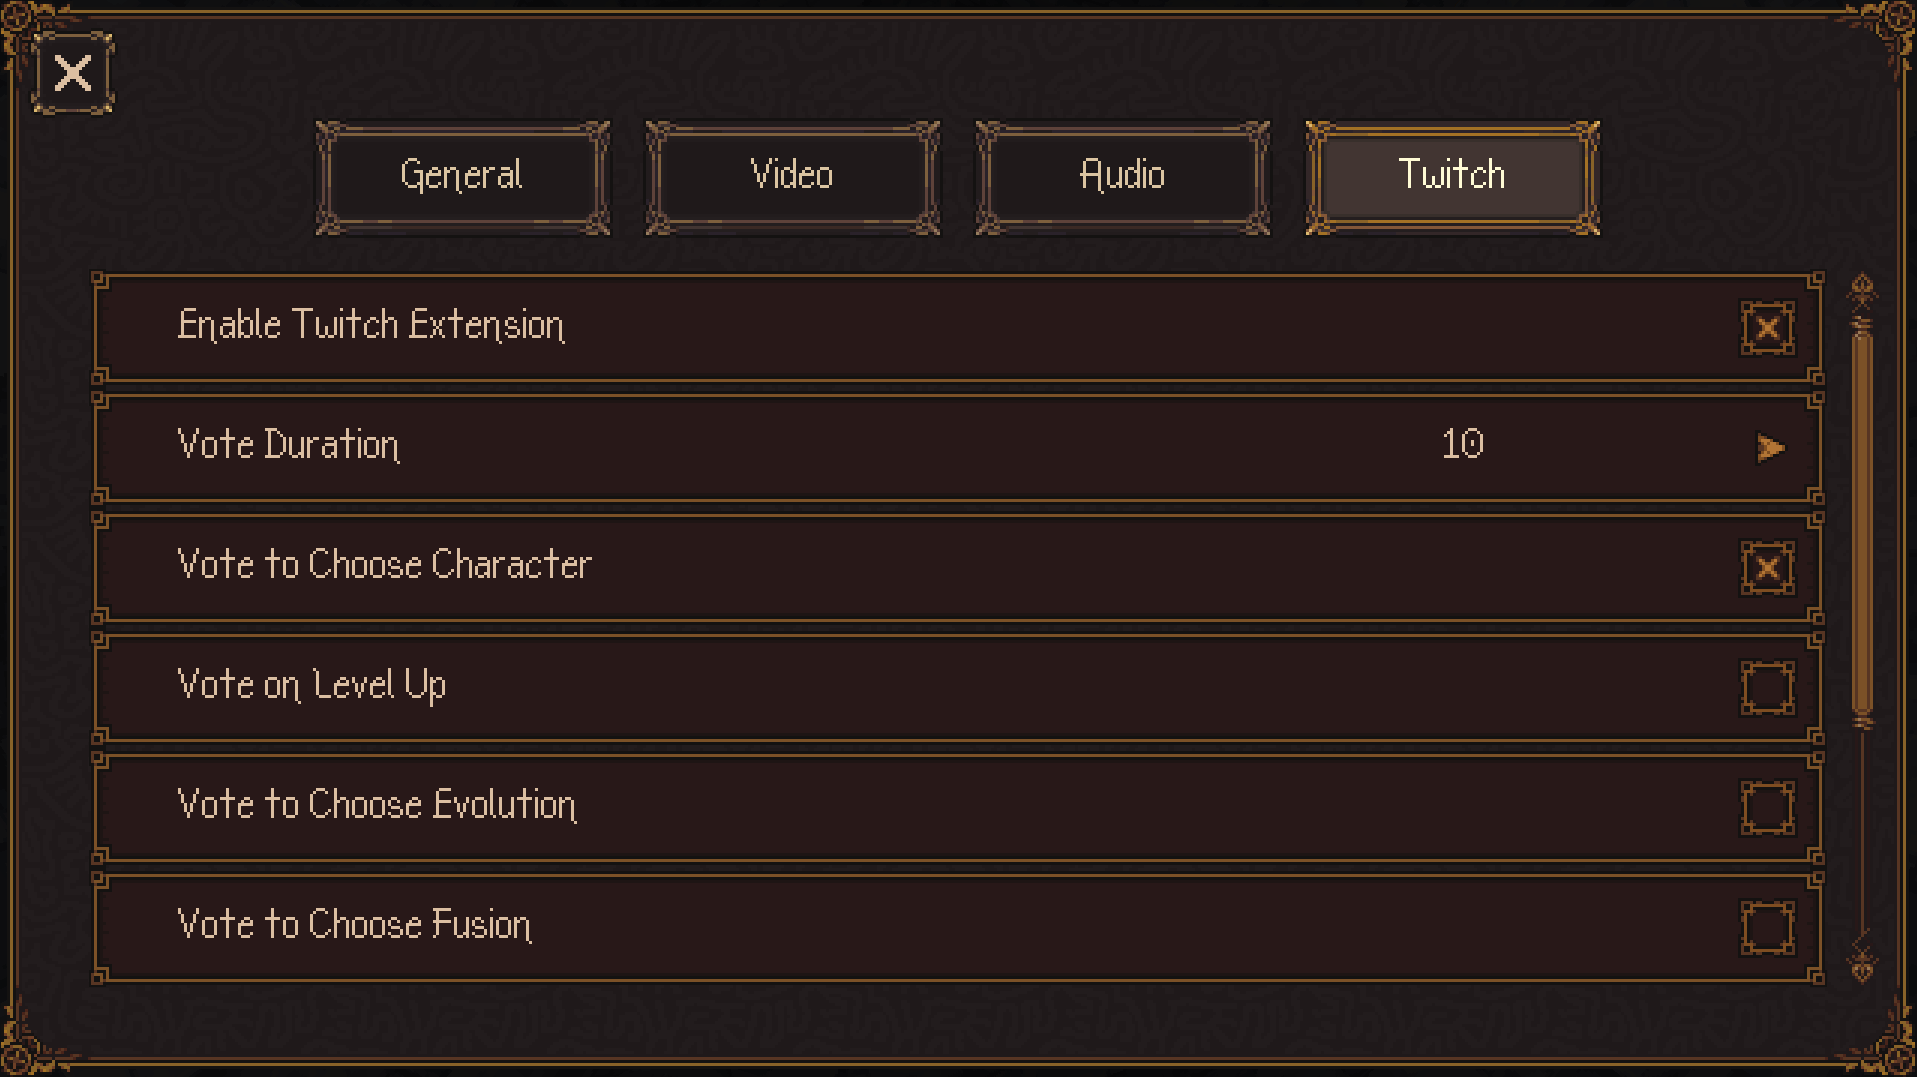 General
Video
Audio
Twitch
Enable Twitch Extension
Vote Duration
10
Vote to Choose Character
Vote on Level Up
Vote to Choose Evolution
Vote to Choose Fusion